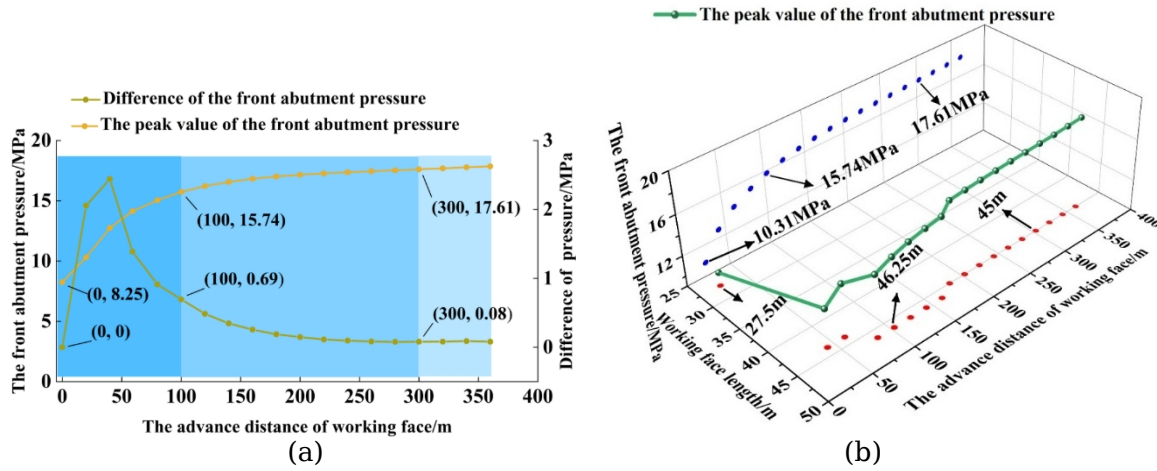 Difference of the front abutment pressure
The peak value of the front abutment pressure
The front abutment pressure/MPa
20
15
10
5
0
3
2
1
0
Difference of pressure/MPa
(100, 15.74)
(300, 17.61)
(0, 8.25)
(100, 0.69)
(300, 0.08)
(0, 0)
0 50 100 150 200 250 300 350 400
The advance distance of working face/m
(a)
The peak value of the front abutment pressure
The front abutment pressure/MPa
20
16
12
17.61MPa
15.74MPa
10.31MPa
45m
46.25m
27.5m
25
30
35
40
45
50
Working face length/m
0
50
100
150
200
250
300
350
400
The advance distance of working face/m
(b)